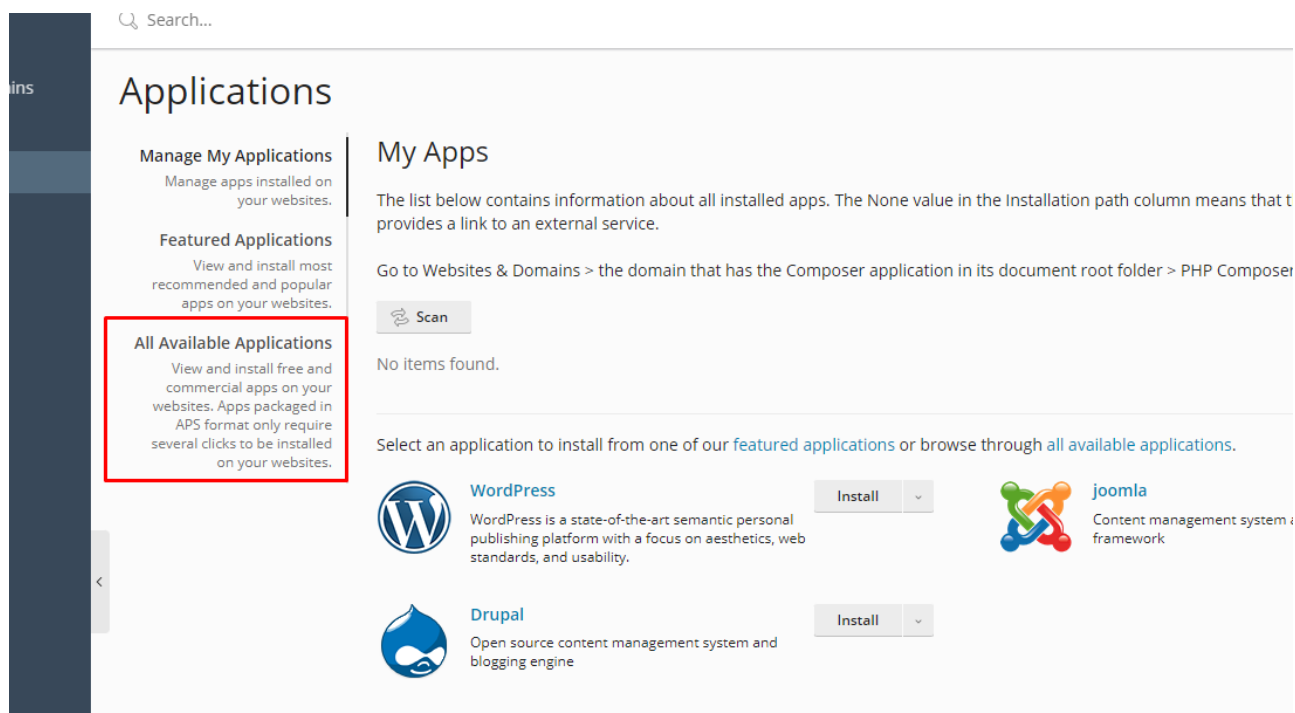 Search...
ins
Applications
Manage My Applications
Manage apps installed on
your websites.
Featured Applications
View and install most
recommended and popular
apps on your websites.
All Available Applications
View and install free and
commercial apps on your
websites. Apps packaged in
APS format only require
several clicks to be installed
on your websites.
My Apps
The list below contains information about all installed apps. The None value in the Installation path column means that
provides a link to an external service.
Go to Websites & Domains > the domain that has the Composer application in its document root folder > PHP Composer
Scan
No items found.
Select an application to install from one of our featured applications or browse through all available applications.
WordPress
Install
WordPress is a state-of-the-art semantic personal
publishing platform with a focus on aesthetics, web
standards, and usability.
joomla
Content management system
framework
Drupal
Install
Open source content management system and
blogging engine